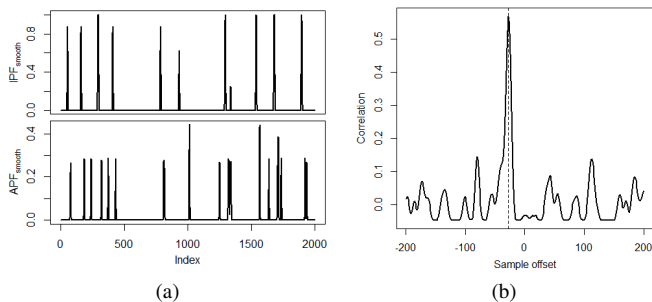 IPFsmooth
0.0 0.4 0.8
APFsmooth
0.0 0.2 0.4
0 500 1000 1500 2000
Index
(a)
Correlation
0.0 0.1 0.2 0.3 0.4 0.5
-200 -100 0 100 200
Sample offset
(b)